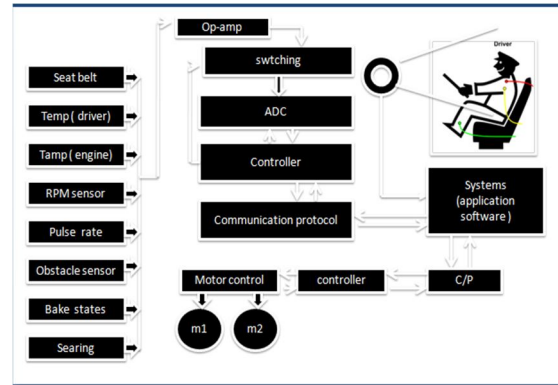 Op-amp
swtching
Driver
Seat belt
Temp ( driver)
ADC
Tamp ( engine)
Controller
RPM sensor
Systems
(application
software )
Pulse rate
Communication protocol
Obstacle sensor
Motor control
controller
C/P
Bake states
m1
m2
Searing